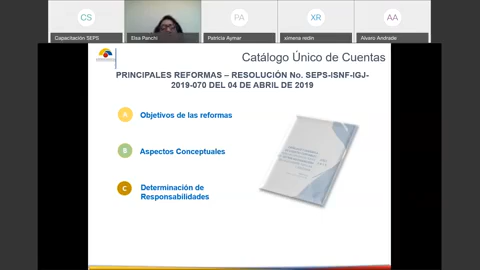 CS
PA
XR
AA
Capacitación SEPS
Elsa Panchi
Patricia Aymar
ximena redin
Alvaro Andrade
Catálogo Único de Cuentas
PRINCIPALES REFORMAS – RESOLUCIÓN No. SEPS-ISNF-IGJ-
2019-070 DEL 04 DE ABRIL DE 2019
A
Objetivos de las reformas
B
Aspectos Conceptuales
C
Determinación de
Responsabilidades